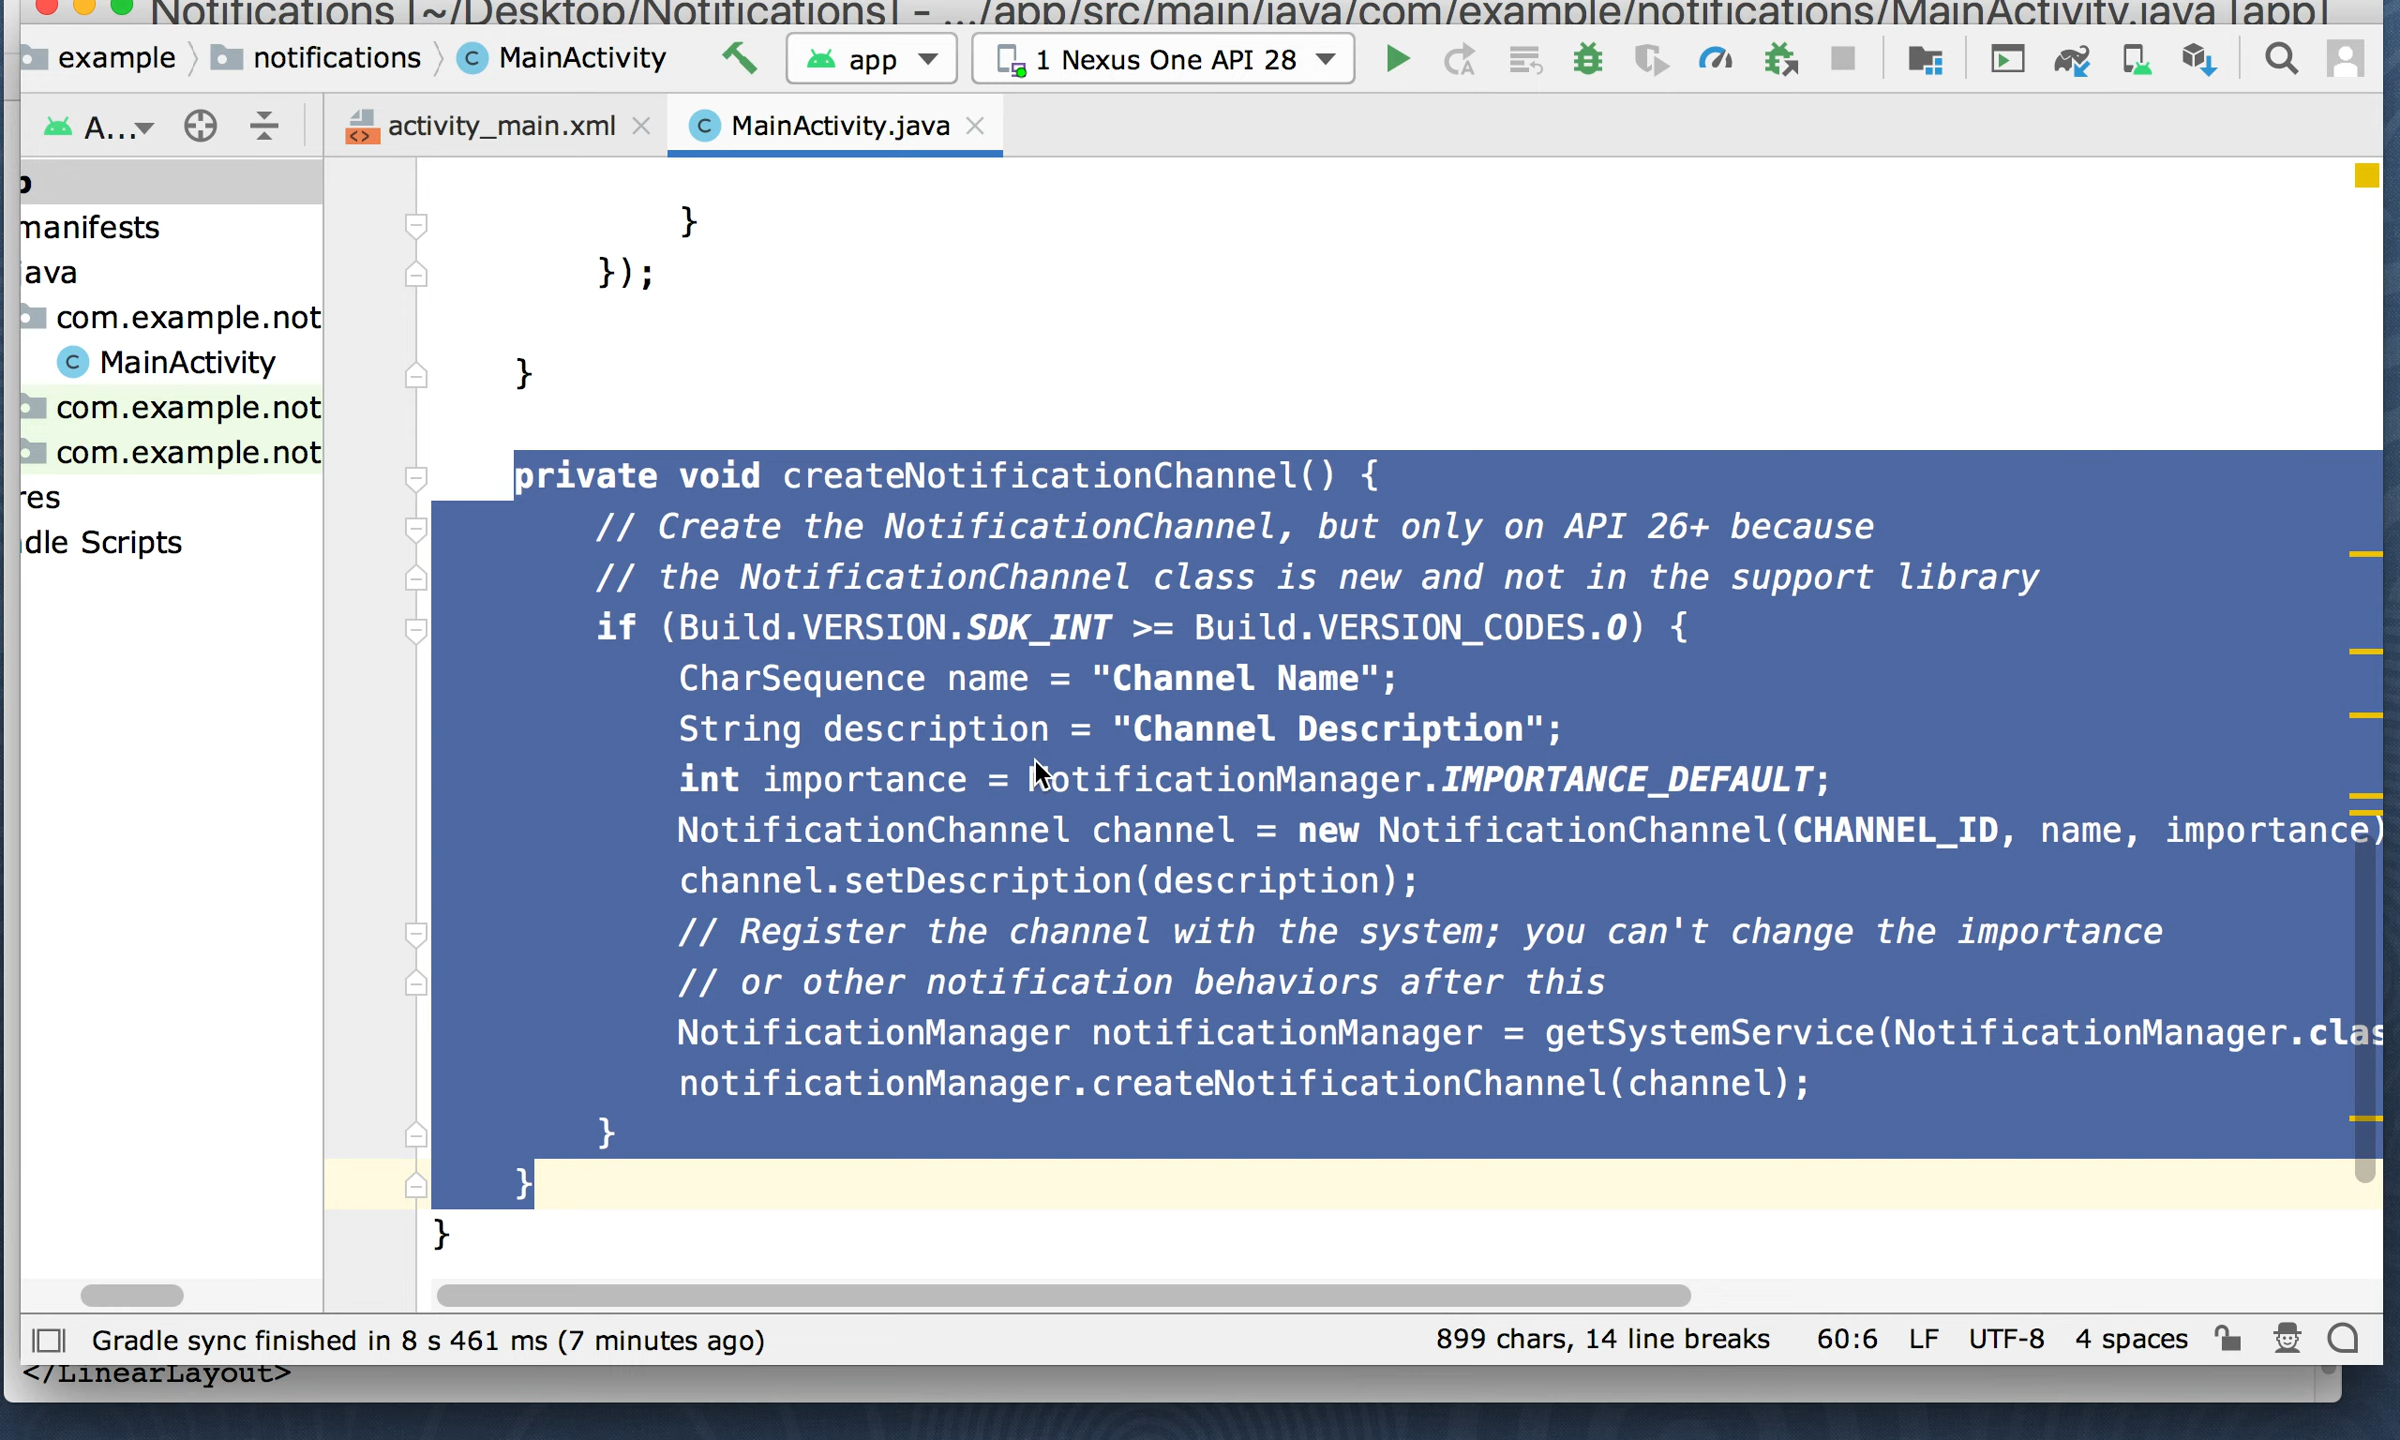 Notifications [~/Desktop/Notifications] - .../app/src/main/java/com/example/notifications/MainActivity.java [app]
example notifications MainActivity app 1 Nexus One API 28
A... activity_main.xml MainActivity.java
p
manifests
java
com.example.not
MainActivity
com.example.not
com.example.not
res
dle Scripts
}
});
}
private void createNotificationChannel() {
// Create the NotificationChannel, but only on API 26+ because
// the NotificationChannel class is new and not in the support library
if (Build.VERSION.SDK_INT >= Build.VERSION_CODES.O) {
CharSequence name = "Channel Name";
String description = "Channel Description";
int importance = NotificationManager.IMPORTANCE_DEFAULT;
NotificationChannel channel = new NotificationChannel(CHANNEL_ID, name, importance)
channel.setDescription(description);
// Register the channel with the system; you can't change the importance
// or other notification behaviors after this
NotificationManager notificationManager = getSystemService(NotificationManager.clas
notificationManager.createNotificationChannel(channel);
}
}
}
Gradle sync finished in 8 s 461 ms (7 minutes ago) 899 chars, 14 line breaks 60:6 LF UTF-8 4 spaces
</LinearLayout>